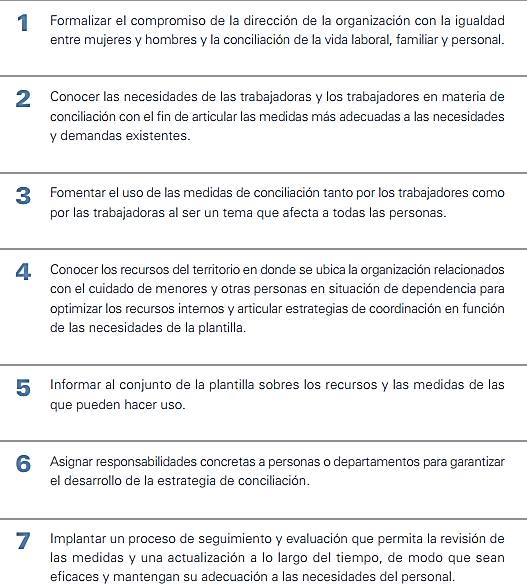 1 Formalizar el compromiso de la dirección de la organización con la igualdad
entre mujeres y hombres y la conciliación de la vida laboral, familiar y personal.
2 Conocer las necesidades de las trabajadoras y los trabajadores en materia de
conciliación con el fin de articular las medidas más adecuadas a las necesidades
y demandas existentes.
3 Fomentar el uso de las medidas de conciliación tanto por los trabajadores como
por las trabajadoras al ser un tema que afecta a todas las personas.
4 Conocer los recursos del territorio en donde se ubica la organización relacionados
con el cuidado de menores y otras personas en situación de dependencia para
optimizar los recursos internos y articular estrategias de coordinación en función
de las necesidades de la plantilla.
5 Informar al conjunto de la plantilla sobre los recursos y las medidas de las
que pueden hacer uso.
6 Asignar responsabilidades concretas a personas o departamentos para garantizar
el desarrollo de la estrategia de conciliación.
7 Implantar un proceso de seguimiento y evaluación que permita la revisión de
las medidas y una actualización a lo largo del tiempo, de modo que sean
eficaces y mantengan su adecuación a las necesidades del personal.